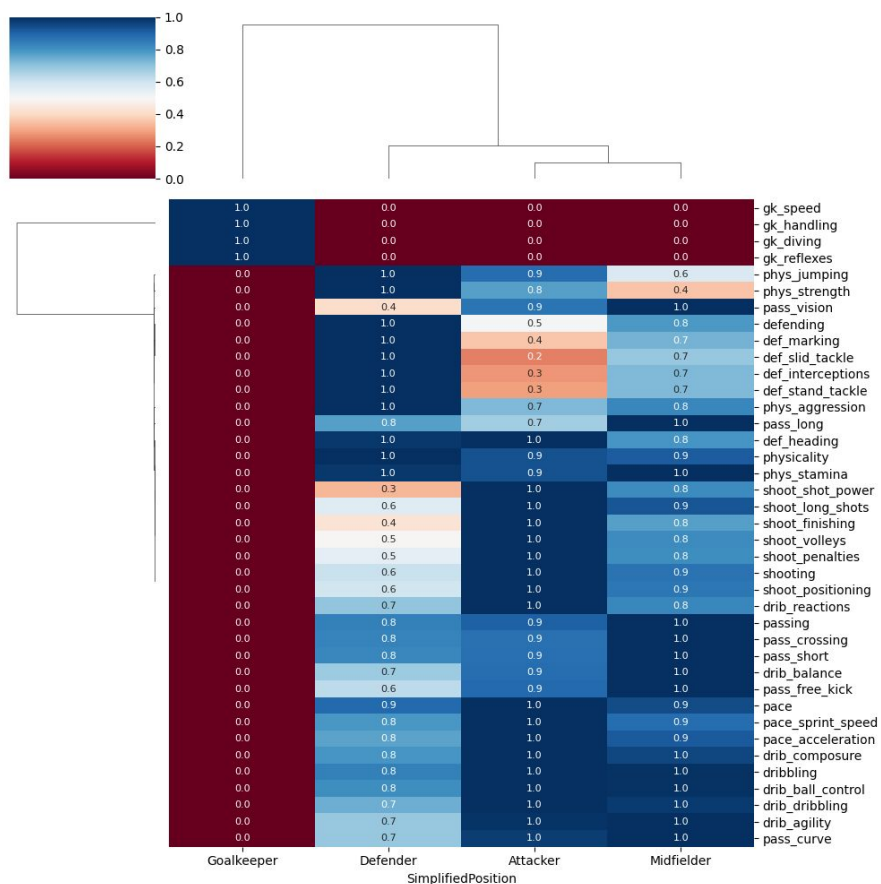 1.0
0.8
0.6
0.4
0.2
0.0
1.0 0.0 0.0 0.0 gk_speed
1.0 0.0 0.0 0.0 gk_handling
1.0 0.0 0.0 0.0 gk_diving
1.0 0.0 0.0 0.0 gk_reflexes
0.0 1.0 0.9 0.6 phys_jumping
0.0 1.0 0.8 0.4 phys_strength
0.0 0.4 0.9 1.0 pass_vision
0.0 1.0 0.5 0.8 defending
0.0 1.0 0.4 0.7 def_marking
0.0 1.0 0.2 0.7 def_slid_tackle
0.0 1.0 0.3 0.7 def_interceptions
0.0 1.0 0.3 0.7 def_stand_tackle
0.0 1.0 0.7 0.8 phys_aggression
0.0 0.8 0.7 1.0 pass_long
0.0 1.0 1.0 0.8 def_heading
0.0 1.0 0.9 0.9 physicality
0.0 1.0 0.9 1.0 phys_stamina
0.0 0.3 1.0 0.8 shoot_shot_power
0.0 0.6 1.0 0.9 shoot_long_shots
0.0 0.4 1.0 0.8 shoot_finishing
0.0 0.5 1.0 0.8 shoot_volleys
0.0 0.5 1.0 0.8 shoot_penalties
0.0 0.6 1.0 0.9 shooting
0.0 0.6 1.0 0.9 shoot_positioning
0.0 0.7 1.0 0.8 drib_reactions
0.0 0.8 0.9 1.0 passing
0.0 0.8 0.9 1.0 pass_crossing
0.0 0.8 0.9 1.0 pass_short
0.0 0.7 0.9 1.0 drib_balance
0.0 0.6 0.9 1.0 pass_free_kick
0.0 0.9 1.0 0.9 pace
0.0 0.8 1.0 0.9 pace_sprint_speed
0.0 0.8 1.0 0.9 pace_acceleration
0.0 0.8 1.0 1.0 drib_composure
0.0 0.8 1.0 1.0 dribbling
0.0 0.8 1.0 1.0 drib_ball_control
0.0 0.7 1.0 1.0 drib_dribbling
0.0 0.7 1.0 1.0 drib_agility
0.0 0.7 1.0 1.0 pass_curve
Goalkeeper Defender Attacker Midfielder
SimplifiedPosition